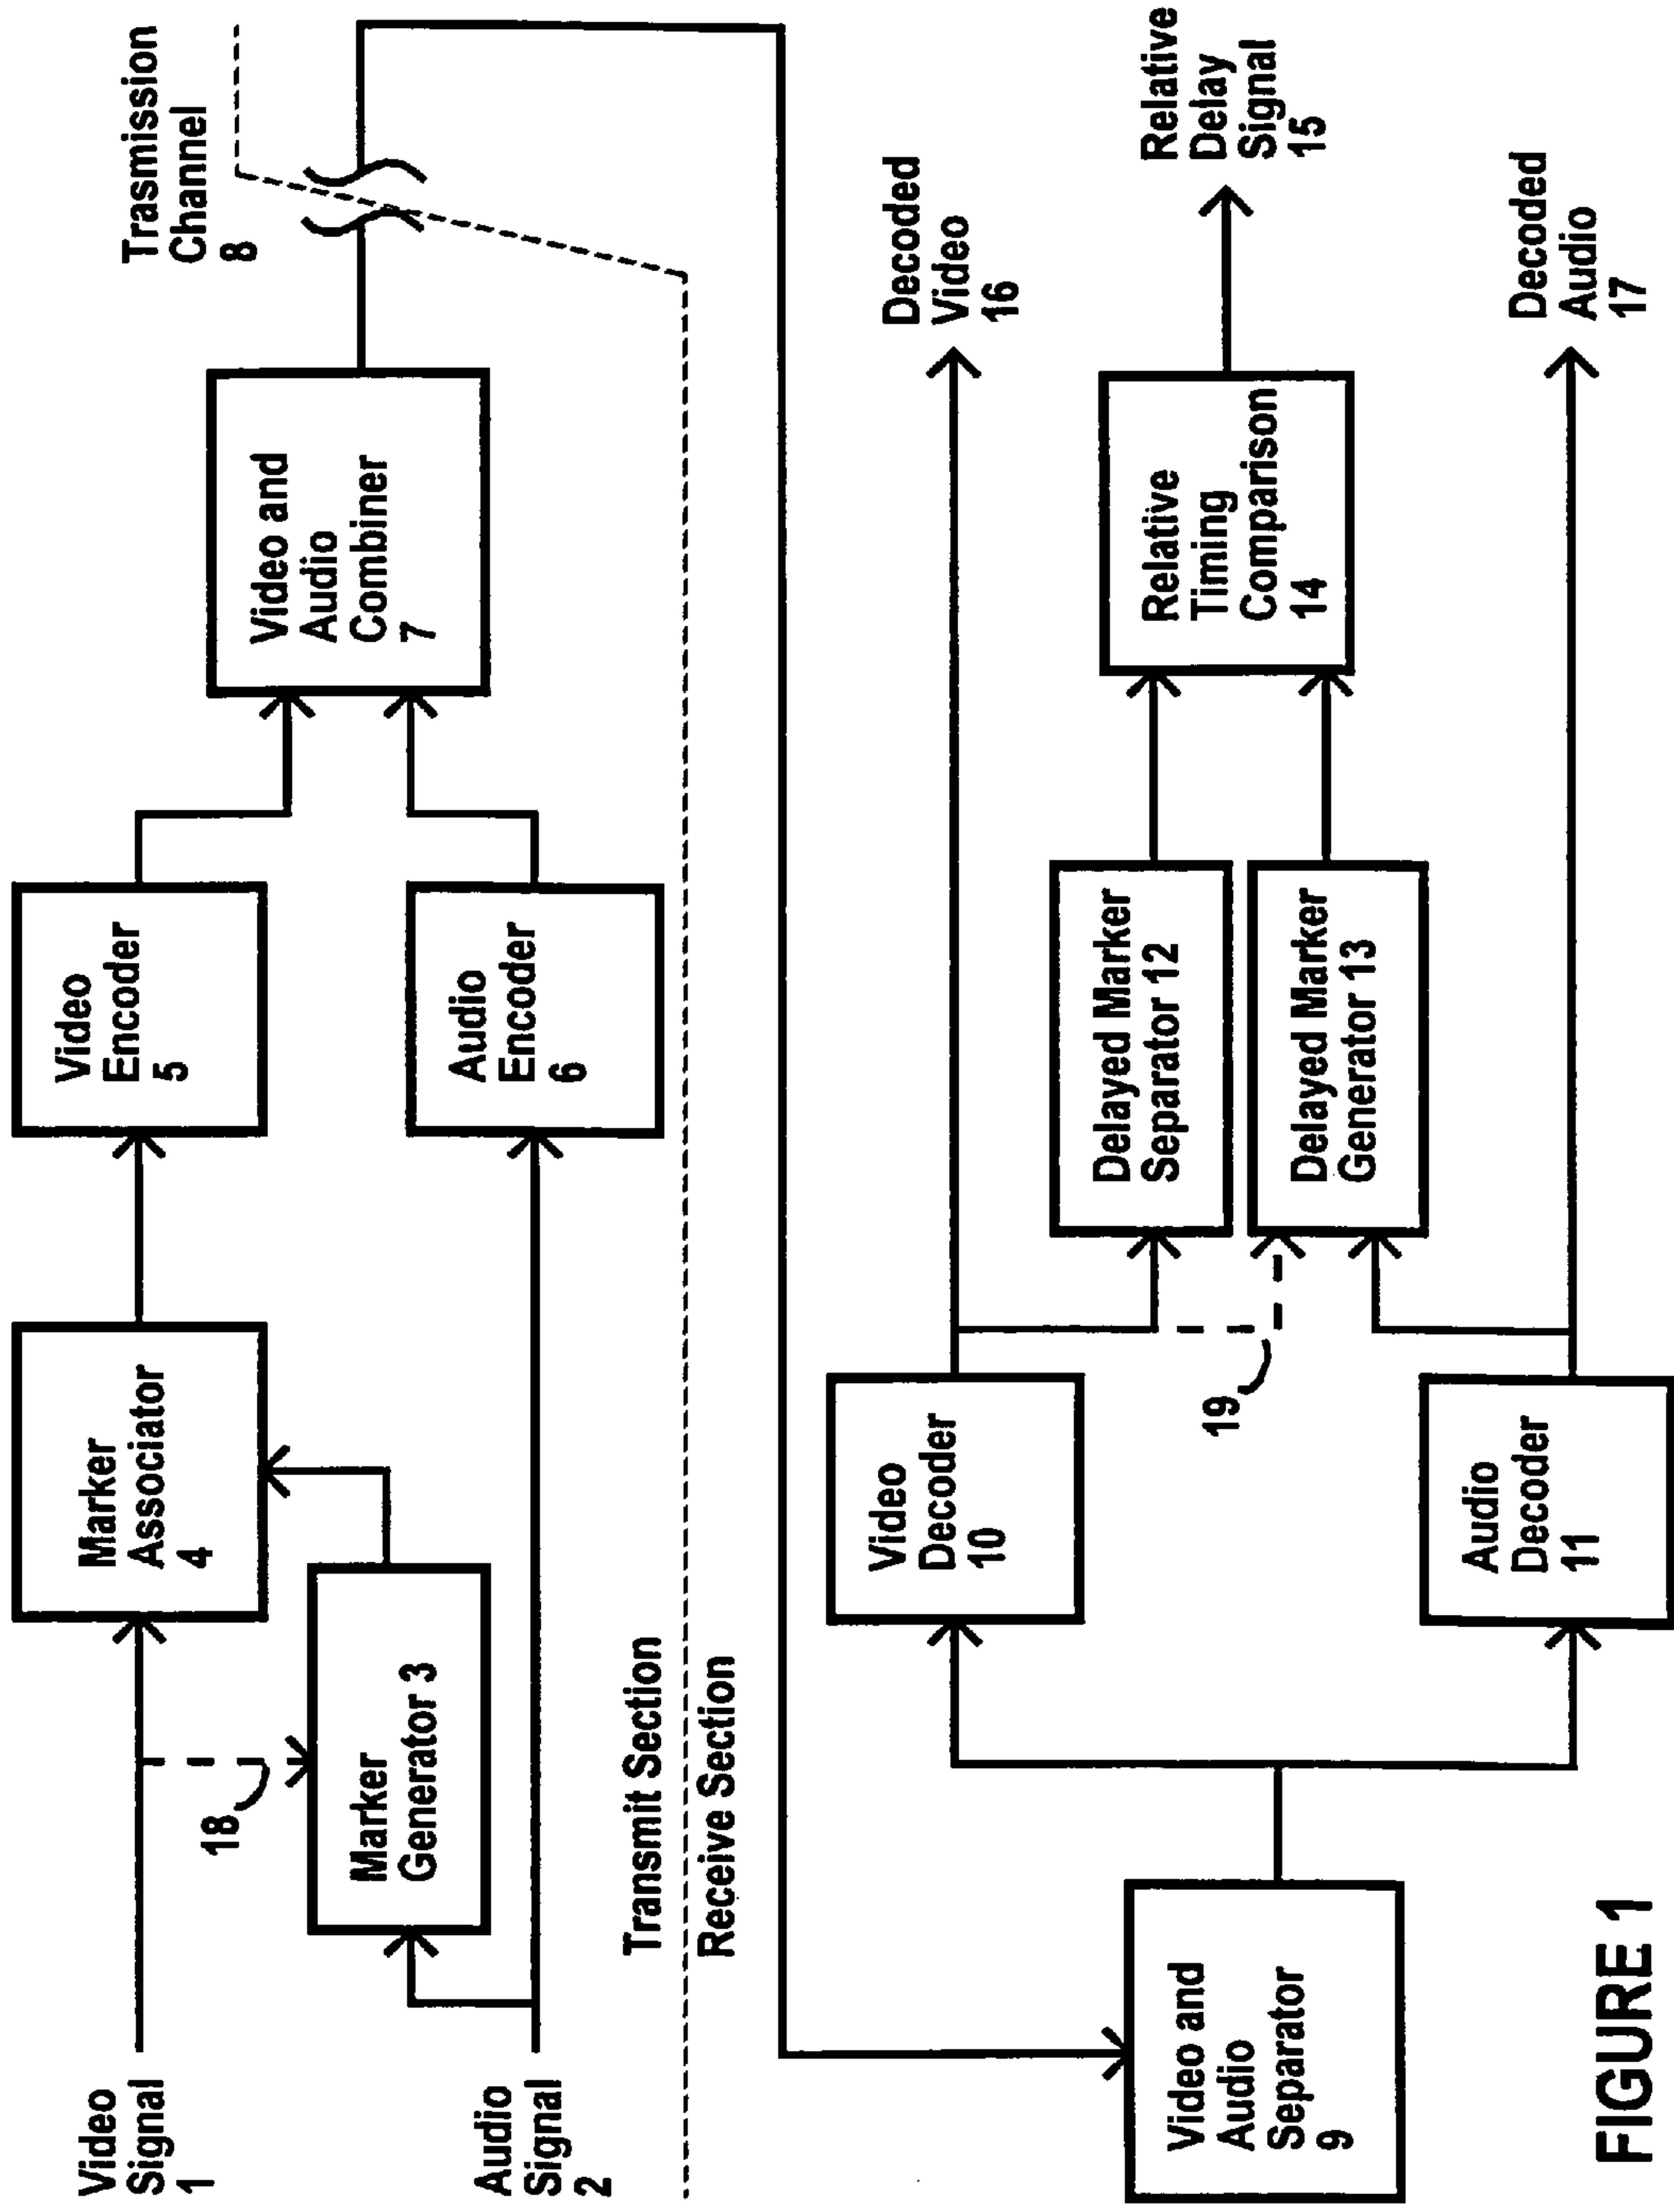 Video
Signal
1
Audio
Signal
2
18
Marker
Generator 3
Marker
Associator
4
Video
Encoder
5
Audio
Encoder
6
Video and
Audio
Combiner
7
Trasmission
Channel
8
Transmit Section
Receive Section
Video and
Audio
Separator
9
Video
Decoder
10
Audio
Decoder
11
19
Delayed Marker
Separator 12
Delayed Marker
Generator 13
Relative
Timing
Comparison
14
Decoded
Video
16
Relative
Delay
Signal
15
Decoded
Audio
17
FIGURE 1